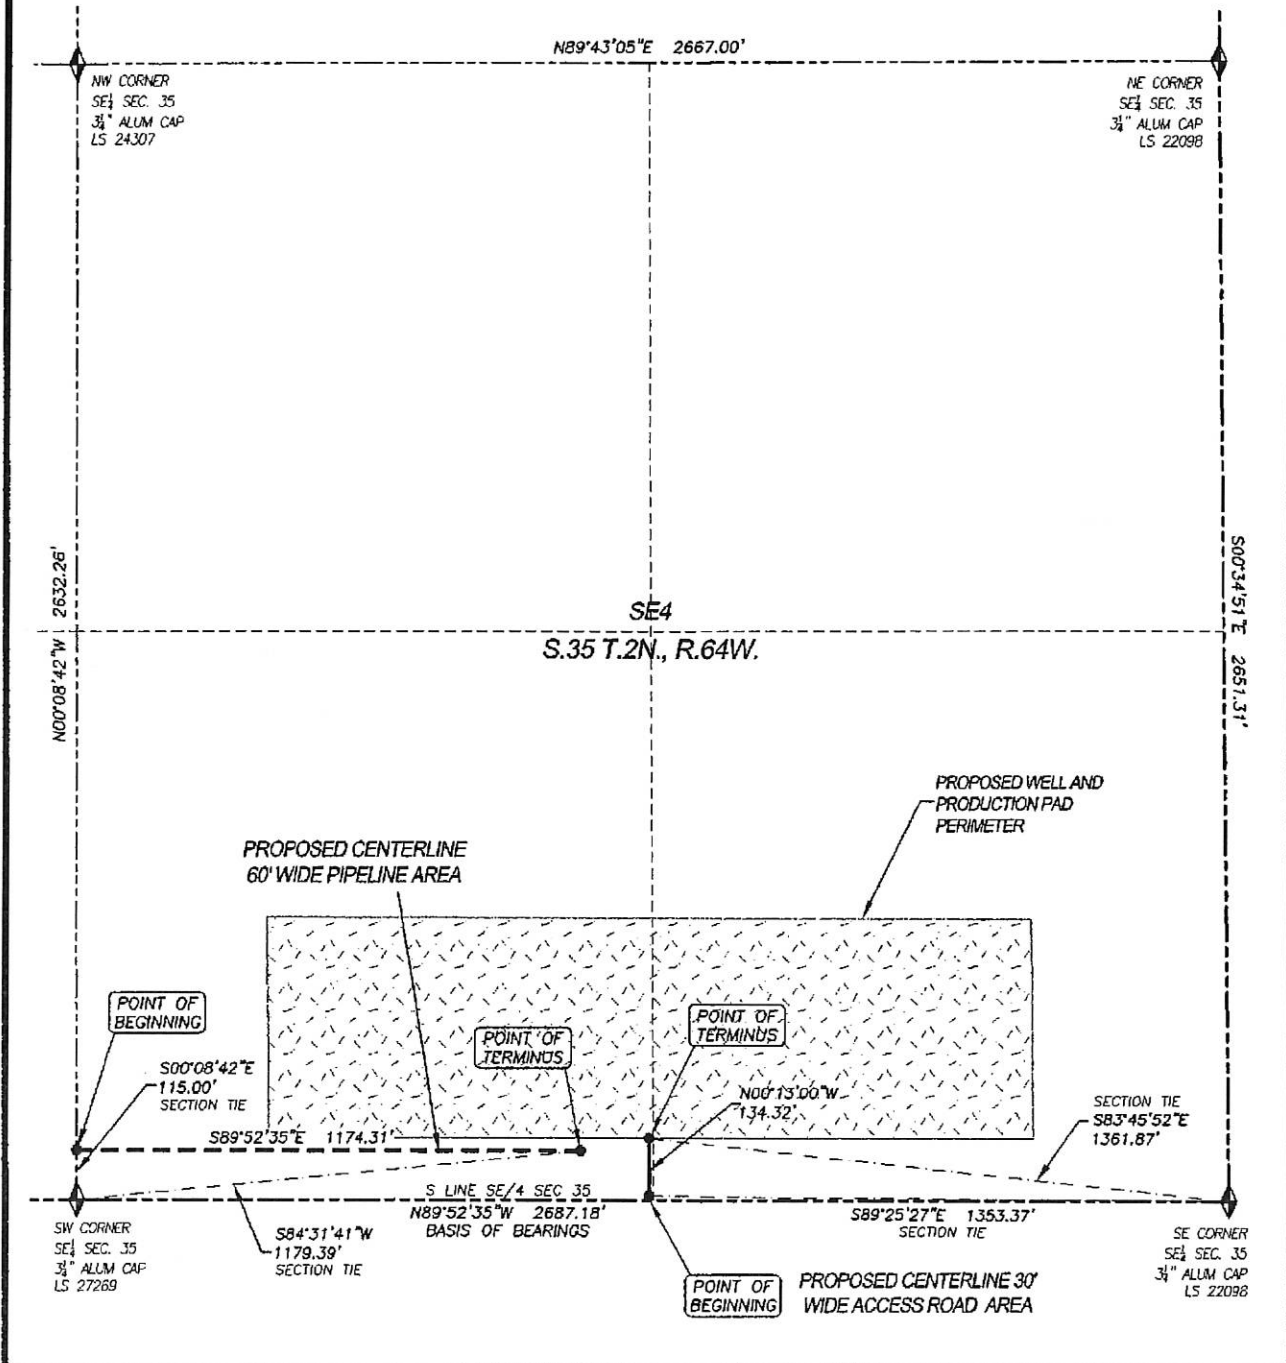 N89°43'05"E 2667.00'
NW CORNER
SE¼ SEC. 35
3¼" ALUM CAP
LS 24307
NE CORNER
SE¼ SEC. 35
3¼" ALUM CAP
LS 22098
N00°08'42"W 2632.26'
S00°34'51"E 2651.31'
SE4
S.35 T.2N., R.64W.
PROPOSED WELL AND
PRODUCTION PAD
PERIMETER
PROPOSED CENTERLINE
60' WIDE PIPELINE AREA
POINT OF
BEGINNING
POINT OF
TERMINUS
POINT OF
TERMINUS
S00°08'42"E
115.00'
SECTION TIE
N00°13'00"W
134.32'
SECTION TIE
S83°45'52"E
1361.87'
S89°52'35"E 1174.31'
S LINE SE/4 SEC 35
N89°52'35"W 2687.18'
BASIS OF BEARINGS
S89°25'27"E 1353.37'
SECTION TIE
SW CORNER
SE¼ SEC. 35
3¼" ALUM CAP
LS 27269
S84°31'41"W
1179.39'
SECTION TIE
SE CORNER
SE¼ SEC. 35
3¼" ALUM CAP
LS 22098
POINT OF
BEGINNING
PROPOSED CENTERLINE 30'
WIDE ACCESS ROAD AREA